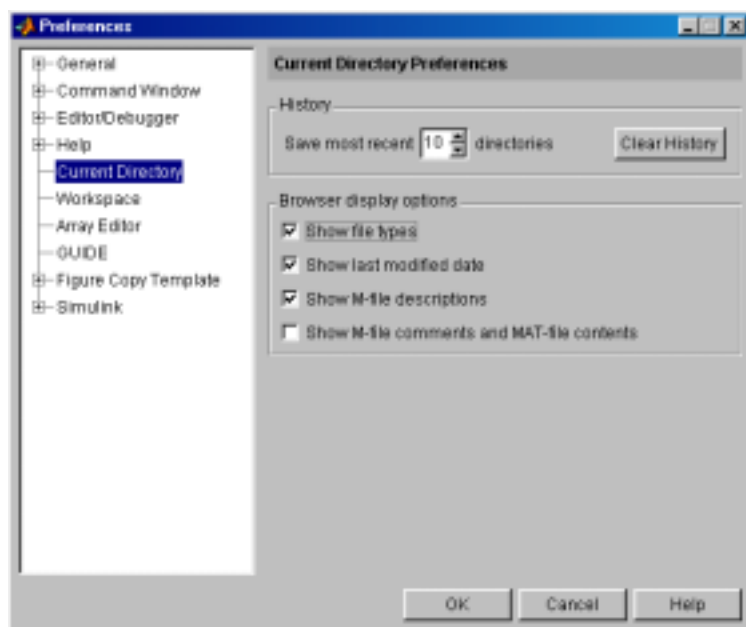 Preferences
General
Command Window
Editor/Debugger
Help
Current Directory
Workspace
Array Editor
GUIDE
Figure Copy Template
Simulink
Current Directory Preferences
History
Save most recent 10 directories Clear History
Browser display options
Show file types
Show last modified date
Show M-file descriptions
Show M-file comments and MAT-file contents
OK Cancel Help